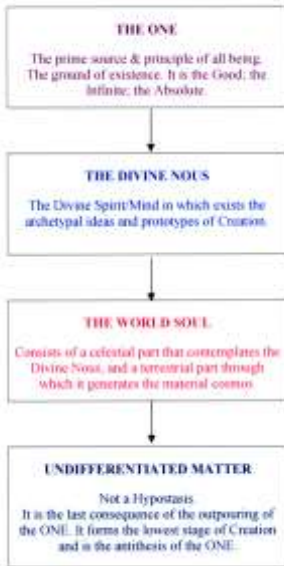 THE ONE
The prime source & principle of all being.
The ground of existence. It is the Good; the
Infinite; the Absolute.
THE DIVINE NOUS
The Divine Spirit/Mind in which exists the
archetypal ideas and prototypes of Creation.
THE WORLD SOUL
Consists of a celestial part that contemplates the
Divine Nous, and a terrestrial part through
which it generates the material cosmos
UNDIFFERENTIATED MATTER
Not a Hypostasis.
It is the last consequence of the outpouring of
the ONE. It forms the lowest stage of Creation
and is the antithesis of the ONE.